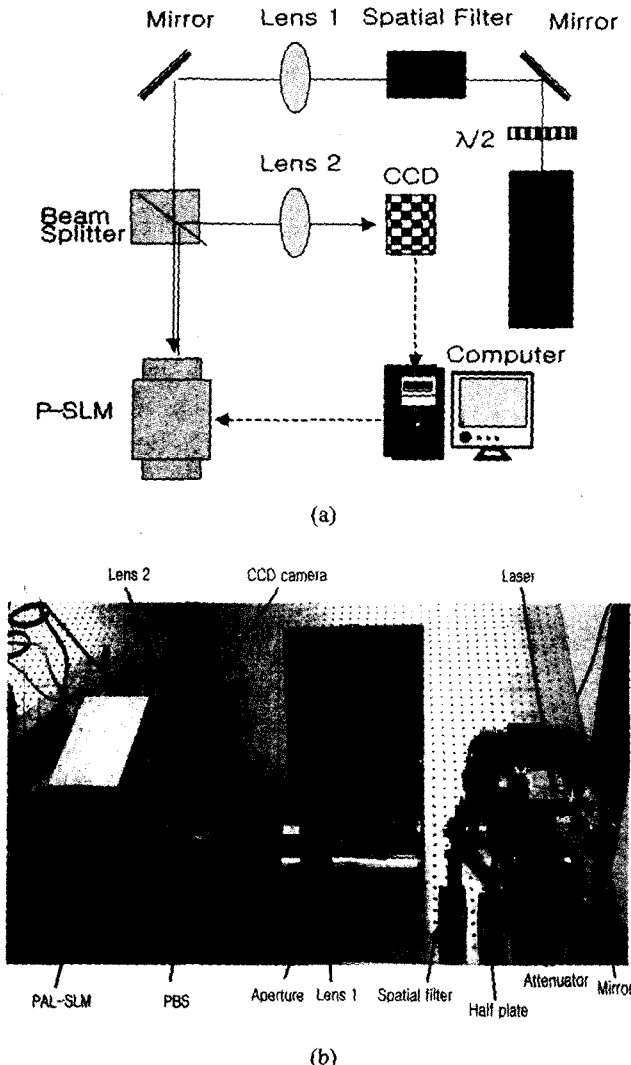 Mirror Lens 1 Spatial Filter Mirror
λ/2
Lens 2
CCD
Beam
Splitter
Computer
P-SLM
(a)
Lens 2 CCD camera Laser
PAL-SLM PBS Aperture Lens 1 Spatial filter Half plate Attenuator Mirror
(b)